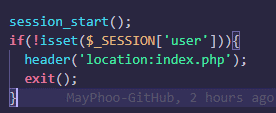 session_start();
if(!isset($_SESSION['user'])){
    header('location:index.php');
    exit();
}        MayPhoo-GitHub, 2 hours ago